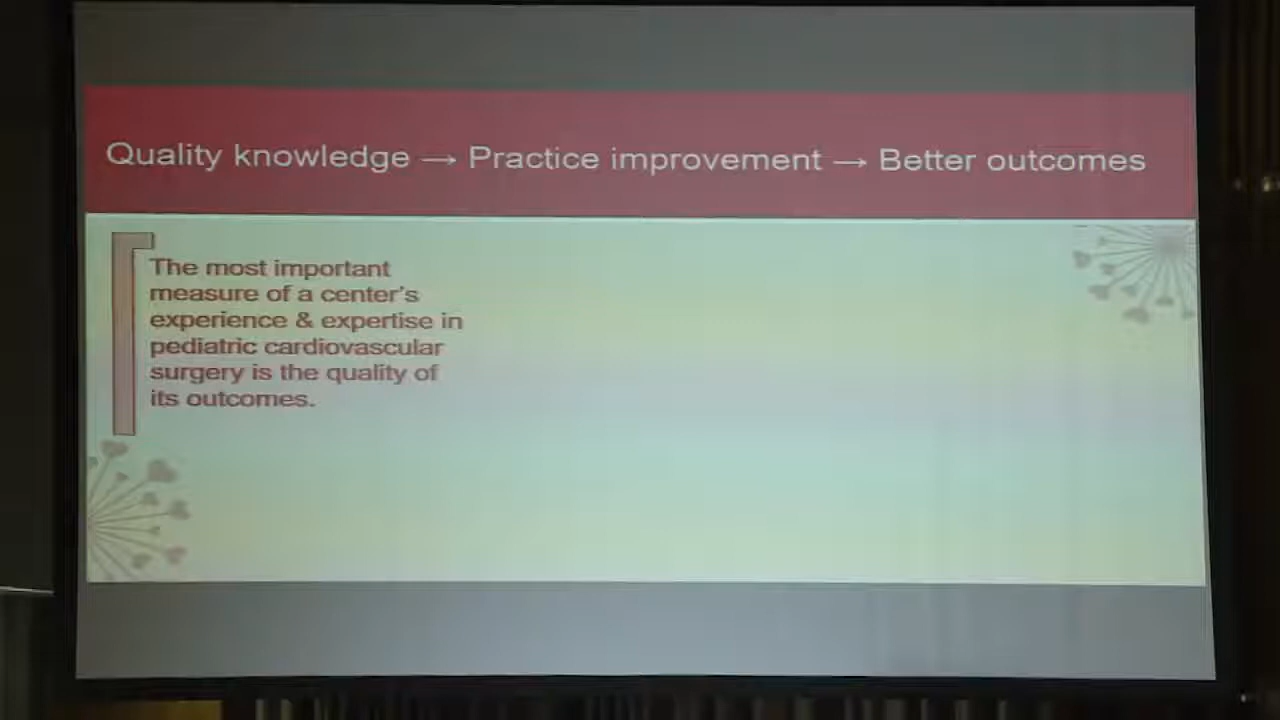 Quality knowledge → Practice improvement → Better outcomes
The most important
measure of a center's
experience & expertise in
pediatric cardiovascular
surgery is the quality of
its outcomes.